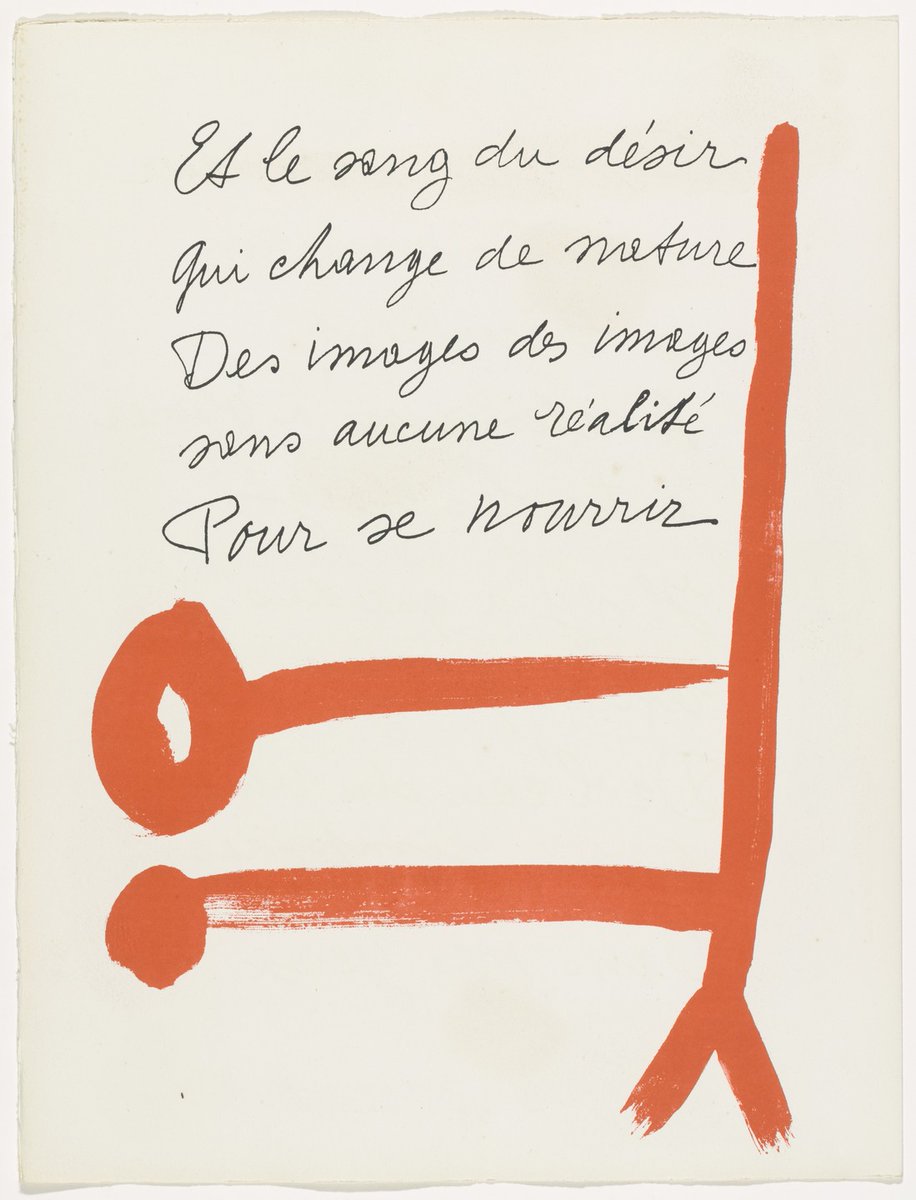 Et le sang du désir
qui change de nature
Des images des images
sans aucune réalité
Pour se nourrir